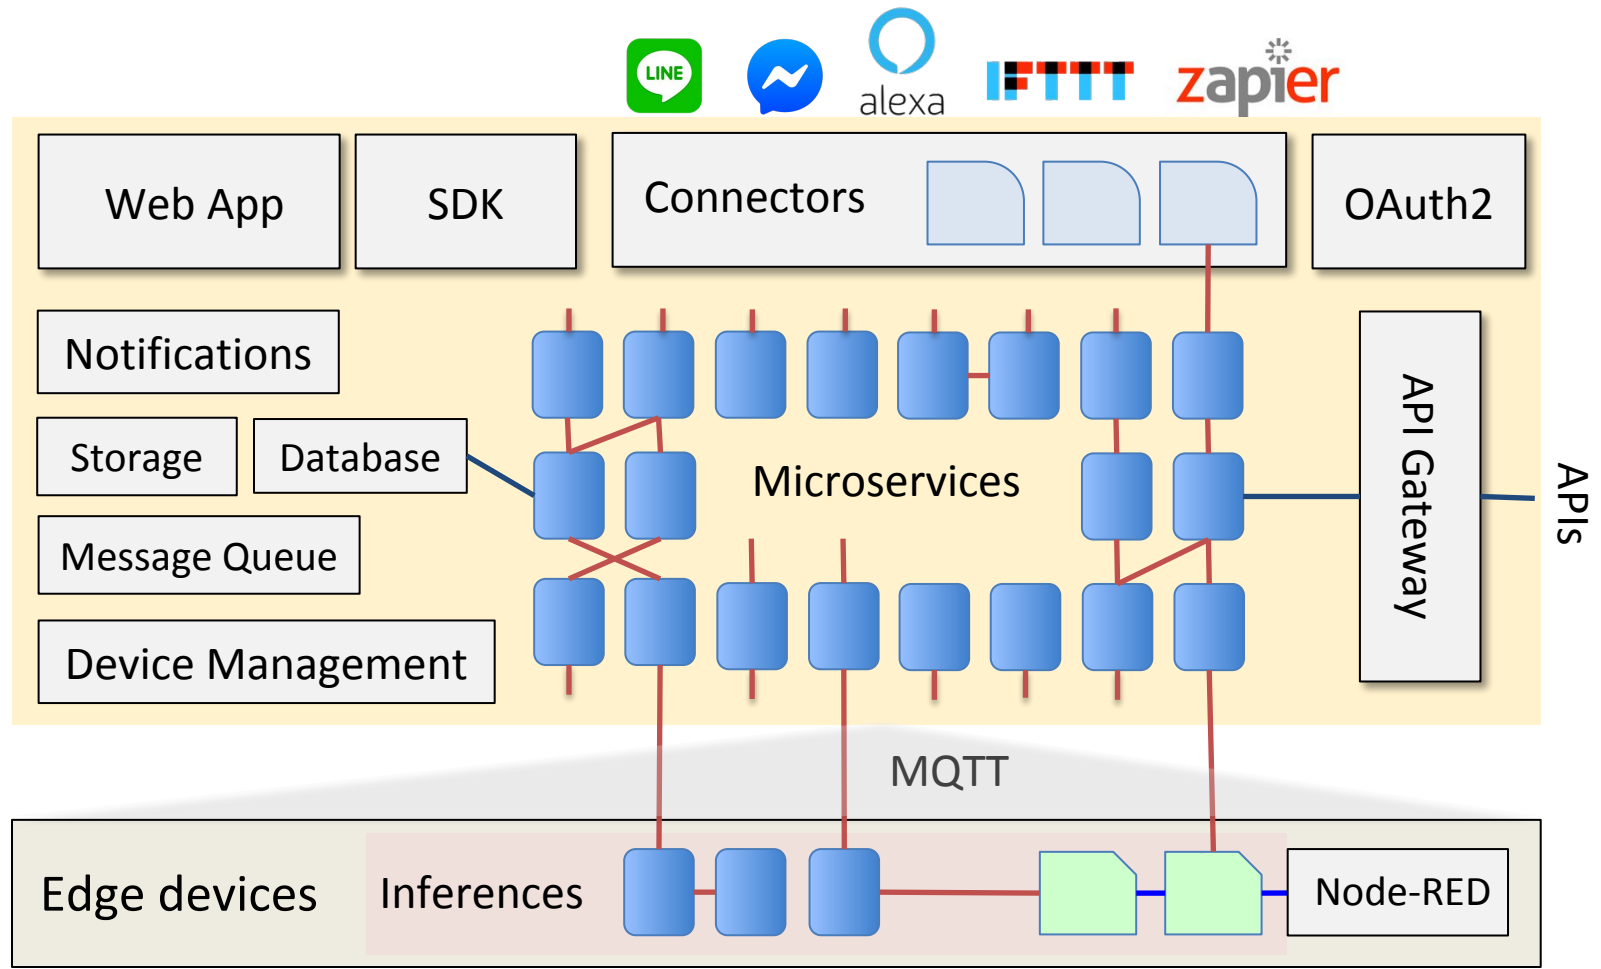 LINE
alexa
IFTTT
zapier
Web App
SDK
Connectors
OAuth2
Notifications
Storage
Database
Microservices
API Gateway
APIs
Message Queue
Device Management
MQTT
Edge devices
Inferences
Node-RED